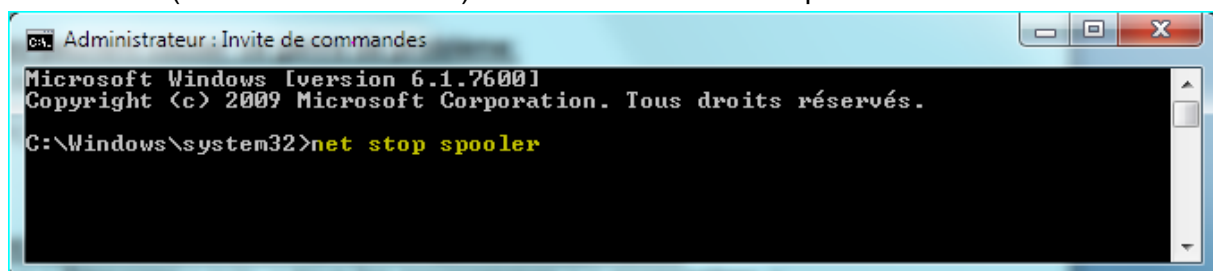 Administrateur : Invite de commandes
Microsoft Windows [version 6.1.7600]
Copyright (c) 2009 Microsoft Corporation. Tous droits réservés.
C:\Windows\system32>net stop spooler